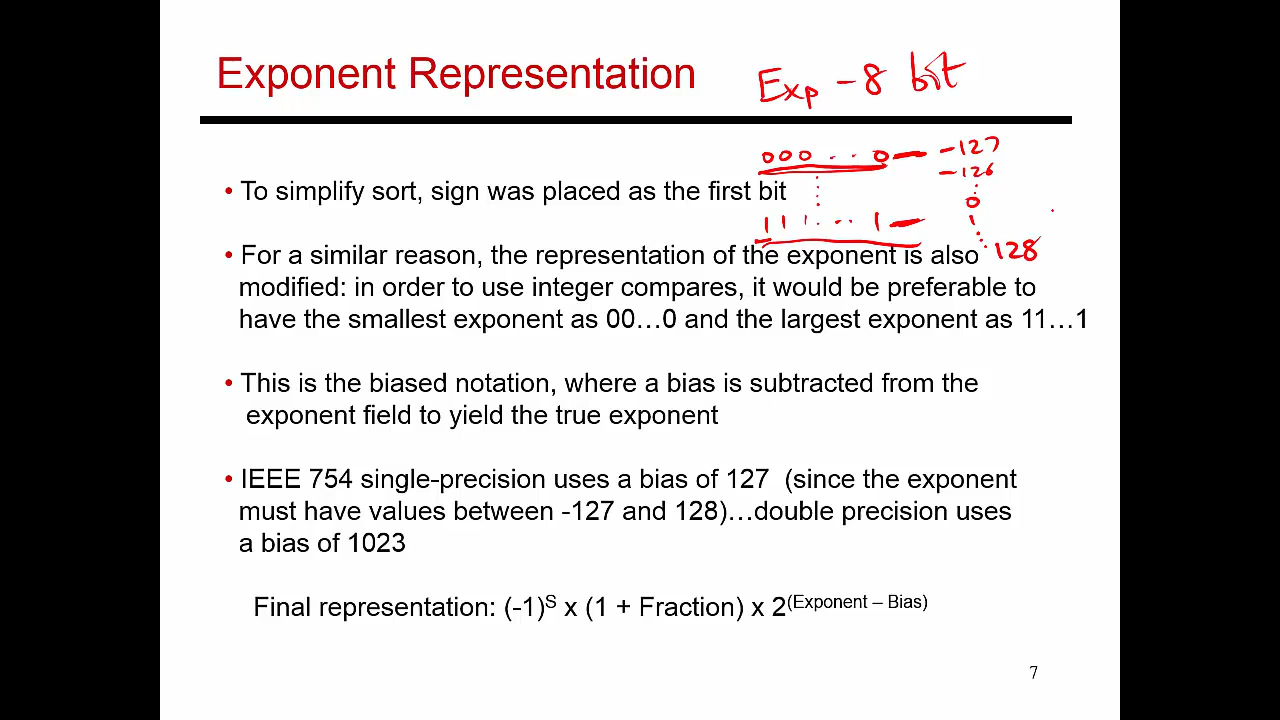 Exponent Representation
Exp - 8 bit
000 . . 0 — -127
-126
0
1
111 . . 1 — 128
• To simplify sort, sign was placed as the first bit
• For a similar reason, the representation of the exponent is also
modified: in order to use integer compares, it would be preferable to
have the smallest exponent as 00…0 and the largest exponent as 11…1
• This is the biased notation, where a bias is subtracted from the
exponent field to yield the true exponent
• IEEE 754 single-precision uses a bias of 127 (since the exponent
must have values between -127 and 128)…double precision uses
a bias of 1023
Final representation: (-1)^S x (1 + Fraction) x 2^(Exponent – Bias)
7